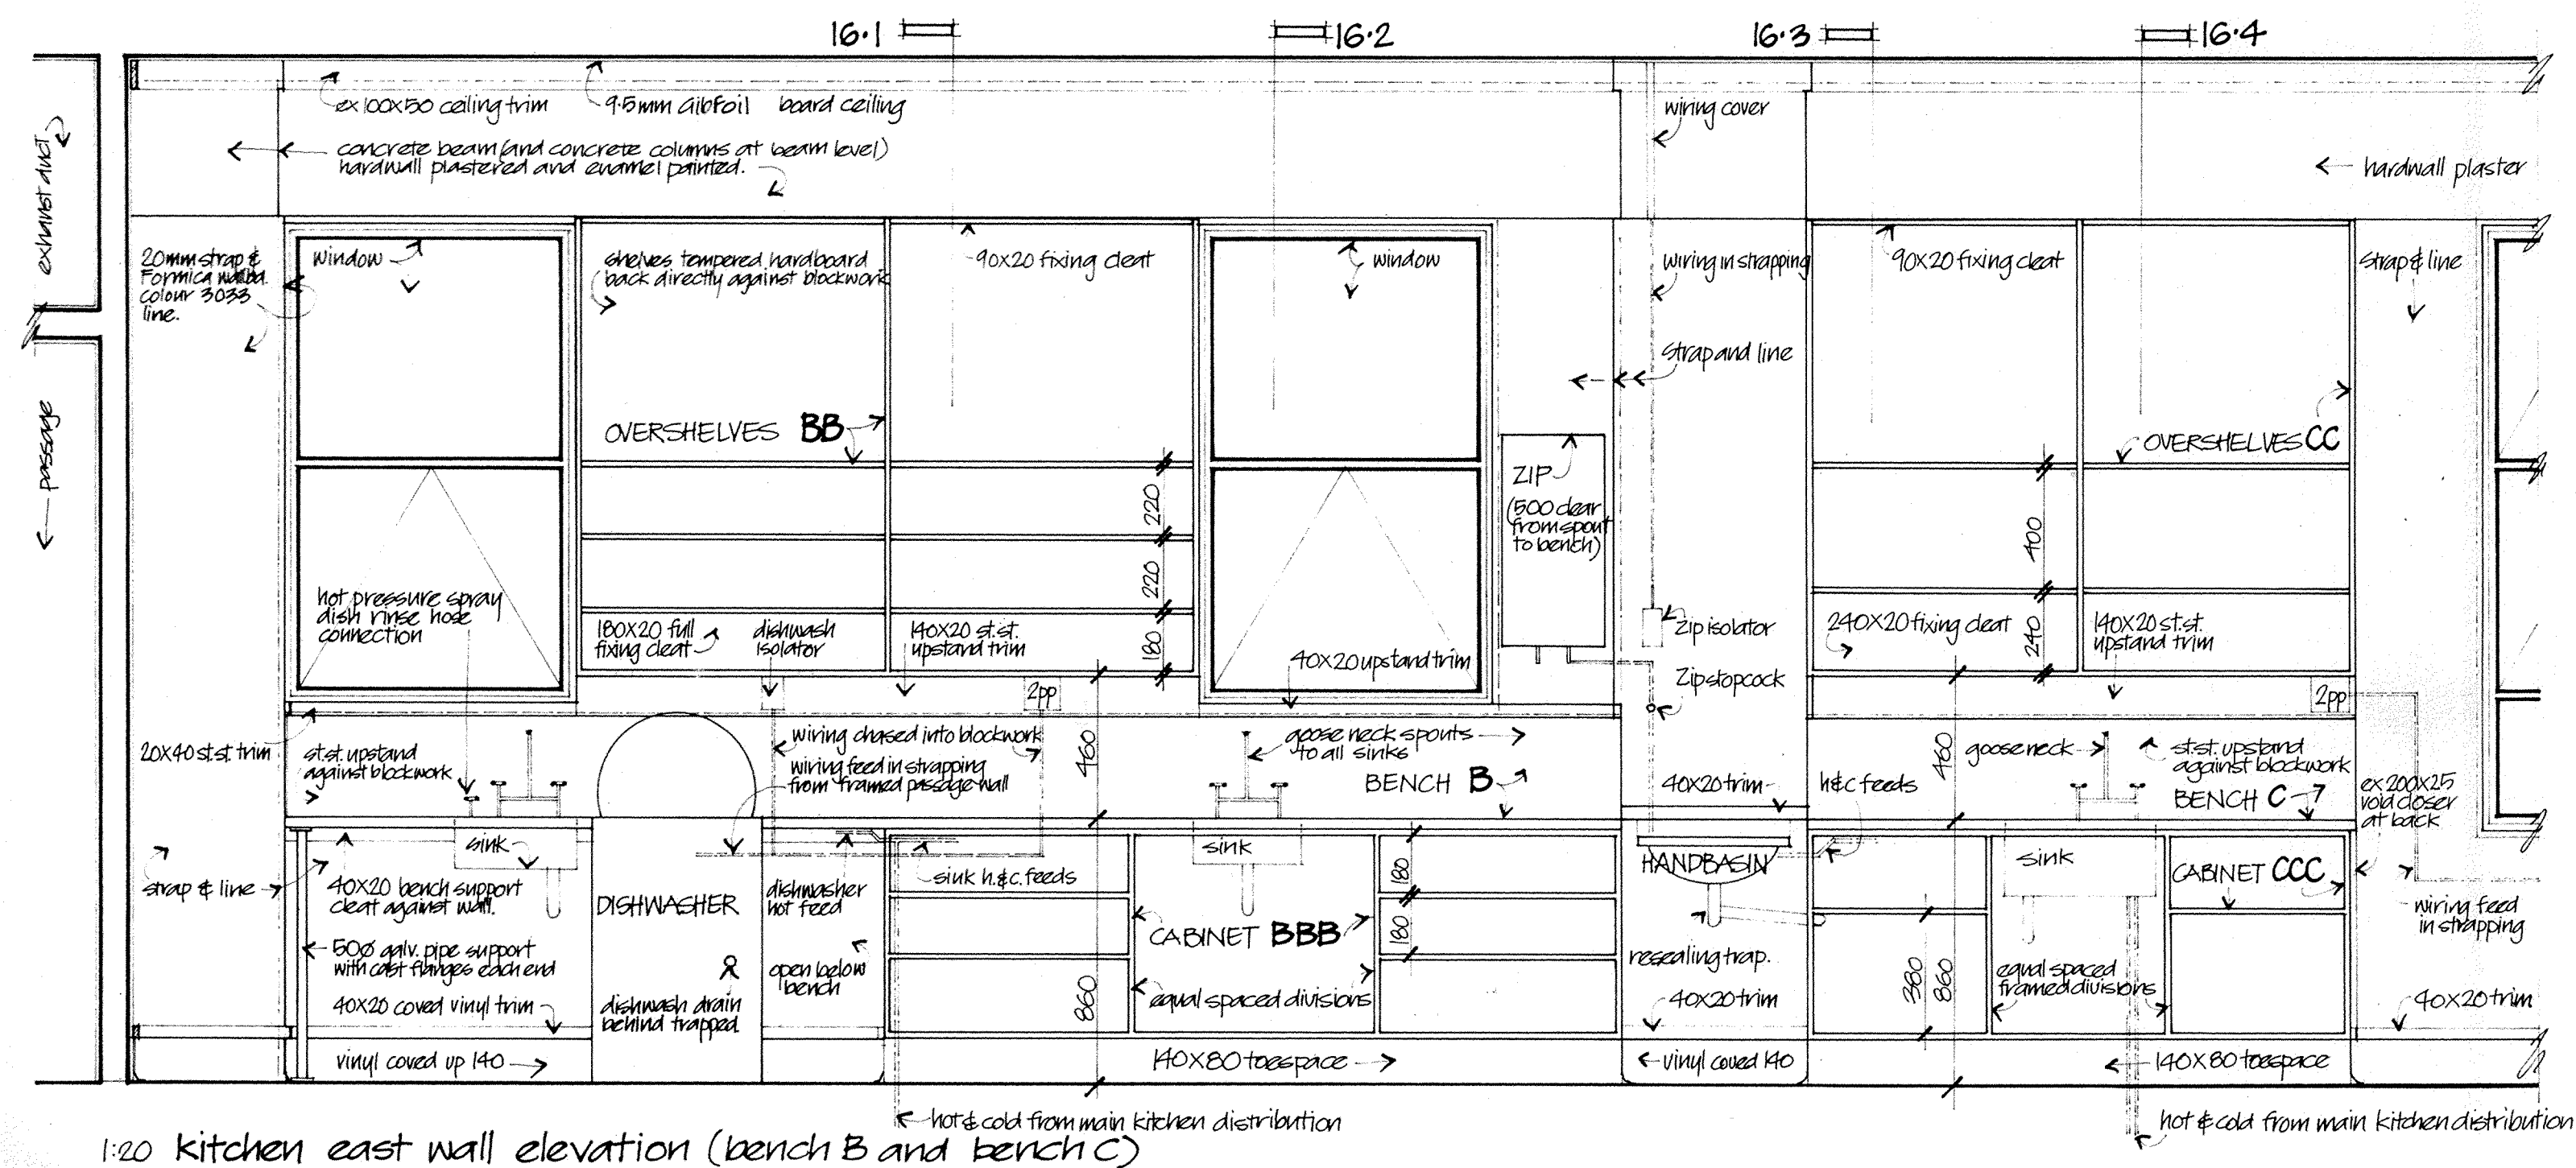 16·1
16·2
16·3
16·4
ex 100X50 ceiling trim
9·5mm Gibfoil board ceiling
wiring cover
exhaust duct
concrete beam (and concrete columns at beam level)
hardwall plastered and enamel painted.
hardwall plaster
20mm strap &
Formica
colour 3033
line.
window
shelves tempered hardboard
back directly against blockwork
90X20 fixing cleat
window
wiring in strapping
90X20 fixing cleat
strap & line
strap and line
passage
OVERSHELVES BB
OVERSHELVES CC
ZIP
(500 clear
from spout
to bench)
220
220
180
400
240
hot pressure spray
dish rinse hose
connection
180X20 full
fixing cleat
dishwash
isolator
140X20 st.st.
upstand trim
40X20 upstand trim
Zip isolator
240X20 fixing cleat
140X20 st.st.
upstand trim
2pp
Zip stopcock
2pp
20X40 st.st. trim
st.st. upstand
against blockwork
wiring chased into blockwork
wiring feed in strapping
from framed passage wall
460
goose neck spouts
to all sinks
BENCH B
40X20 trim
h&c feeds
460
gooseneck
st.st. upstand
against blockwork
BENCH C
ex 200X25
void closer
at back
sink
sink
HANDBASIN
sink
CABINET CCC
strap & line
40X20 bench support
cleat against wall.
DISHWASHER
dishwasher
hot feed
sink h.&c. feeds
180
180
CABINET BBB
wiring feed
in strapping
50ø galv. pipe support
with cast flanges each end
open below
bench
resealing trap.
equal spaced
framed divisions
380
860
40X20 coved vinyl trim
dishwash drain
behind trapped
860
equal spaced divisions
40X20 trim
40X20 trim
vinyl coved up 140
140X80 toespace
vinyl coved 140
140X80 toespace
hot & cold from main kitchen distribution
hot & cold from main kitchen distribution
1:20 kitchen east wall elevation (bench B and bench C)